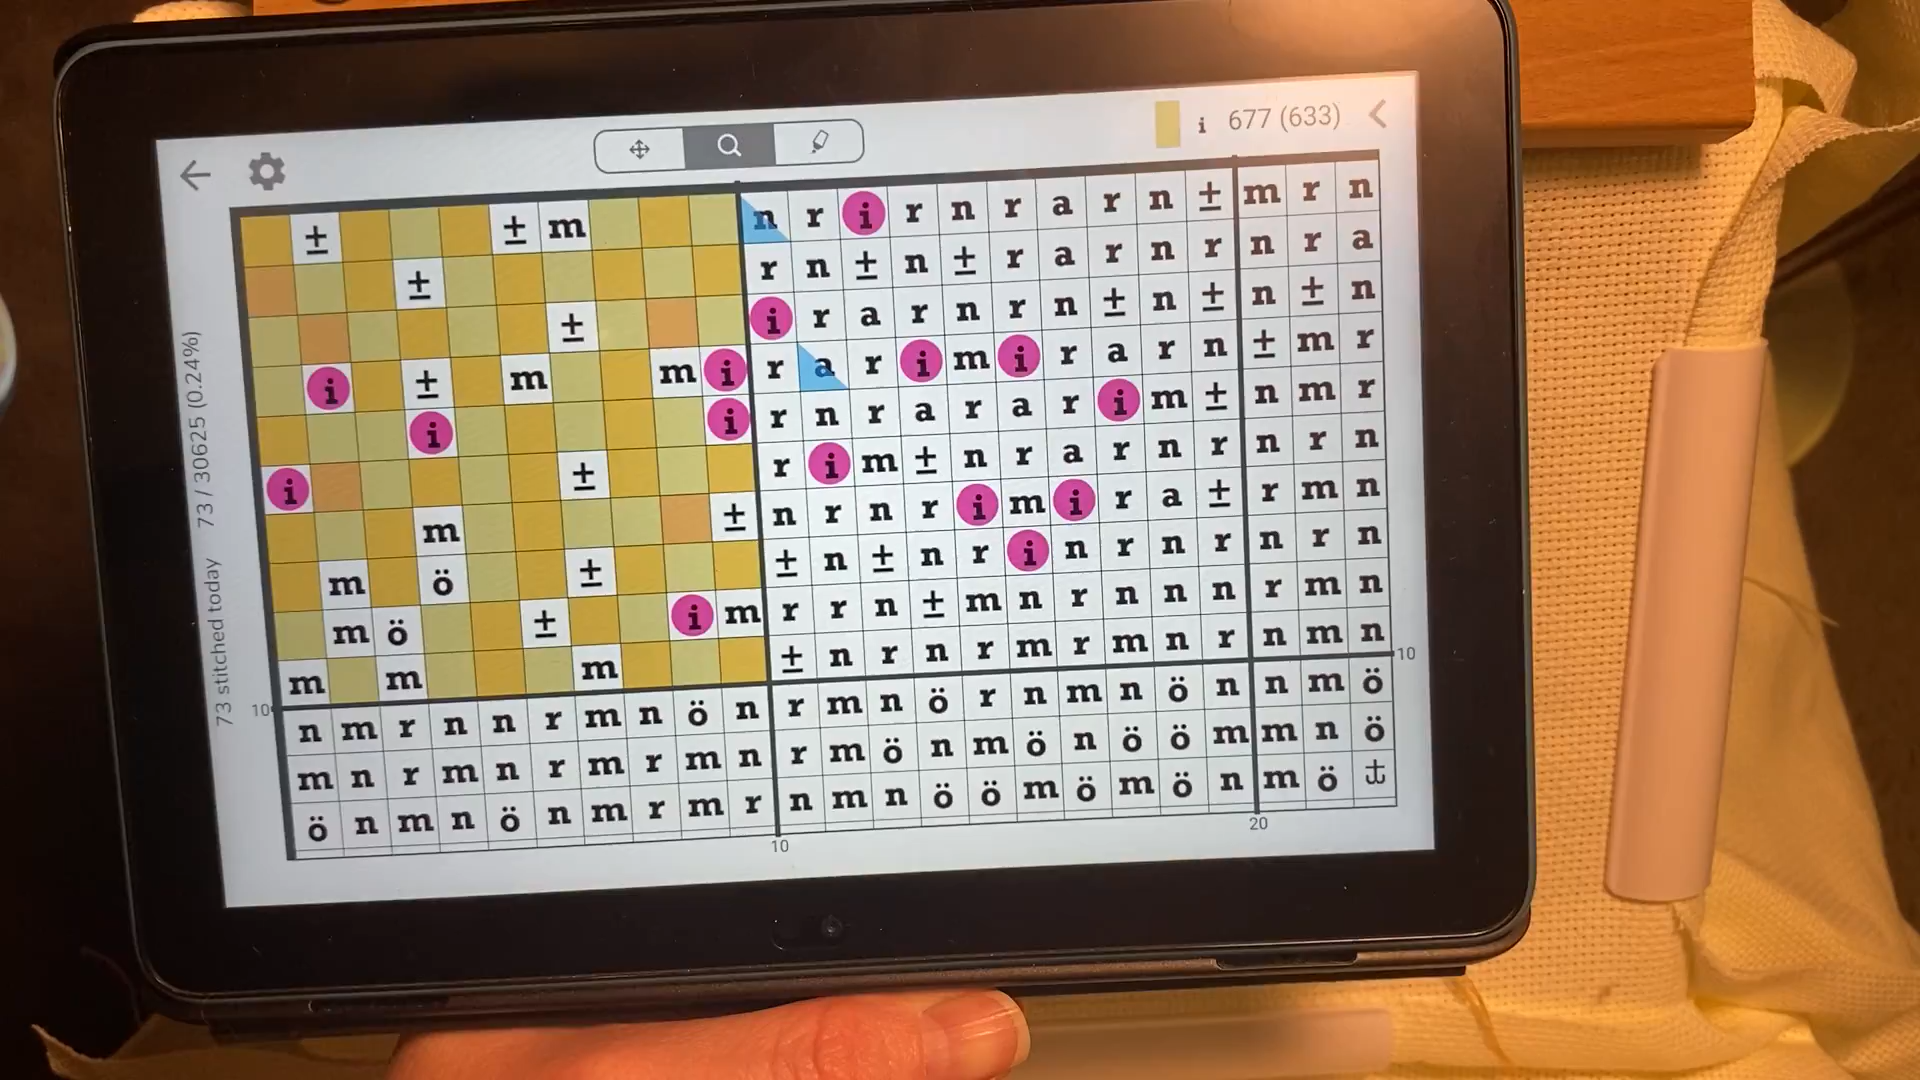 i 677 (633)
73 stitched today 73 / 30625 (0.24%)
± ± m n r i r n r a r n ± m r n
± r n ± n ± r a r n r n r a
± i r a r n r n ± n ± n ± n
i ± m m i r a r i m i r a r n ± m r
i i r n r a r a r i m ± n m r
i ± r i m ± n r a r n r n r n
m ± n r n r i m i r a ± r m n
m ö ± ± n ± n r i n r n r n r n
m ö ± i m r r n ± m n r n n n r m n
m m m ± n r n r m r m n r n m n
10
10 n m r n n r m n ö n r m n ö r n m n ö n n m ö
m n r m n r m r m n r m ö n m ö n ö ö m m n ö
ö n m n ö n m r m r n m n ö ö m ö m ö n m ö ⚓
10 20